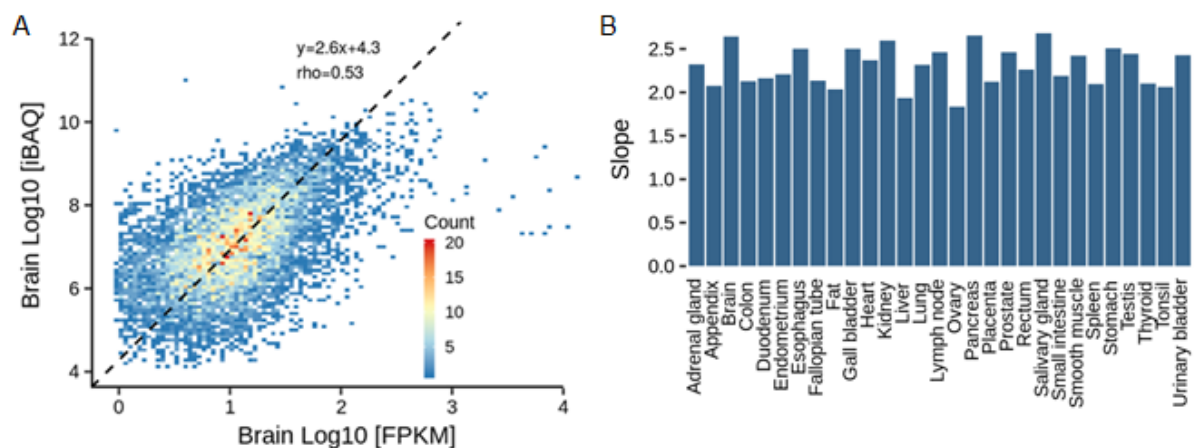 A
12
10
8
6
4
Brain Log10 [iBAQ]
y=2.6x+4.3
rho=0.53
Count
20
15
10
5
0
1
2
3
4
Brain Log10 [FPKM]
B
2.5
2.0
1.5
1.0
0.5
0.0
Slope
Adrenal gland
Appendix
Brain
Colon
Duodenum
Endometrium
Esophagus
Fallopian tube
Fat
Gall bladder
Heart
Kidney
Liver
Lung
Lymph node
Ovary
Pancreas
Placenta
Prostate
Rectum
Salivary gland
Small intestine
Smooth muscle
Spleen
Stomach
Testis
Thyroid
Tonsil
Urinary bladder